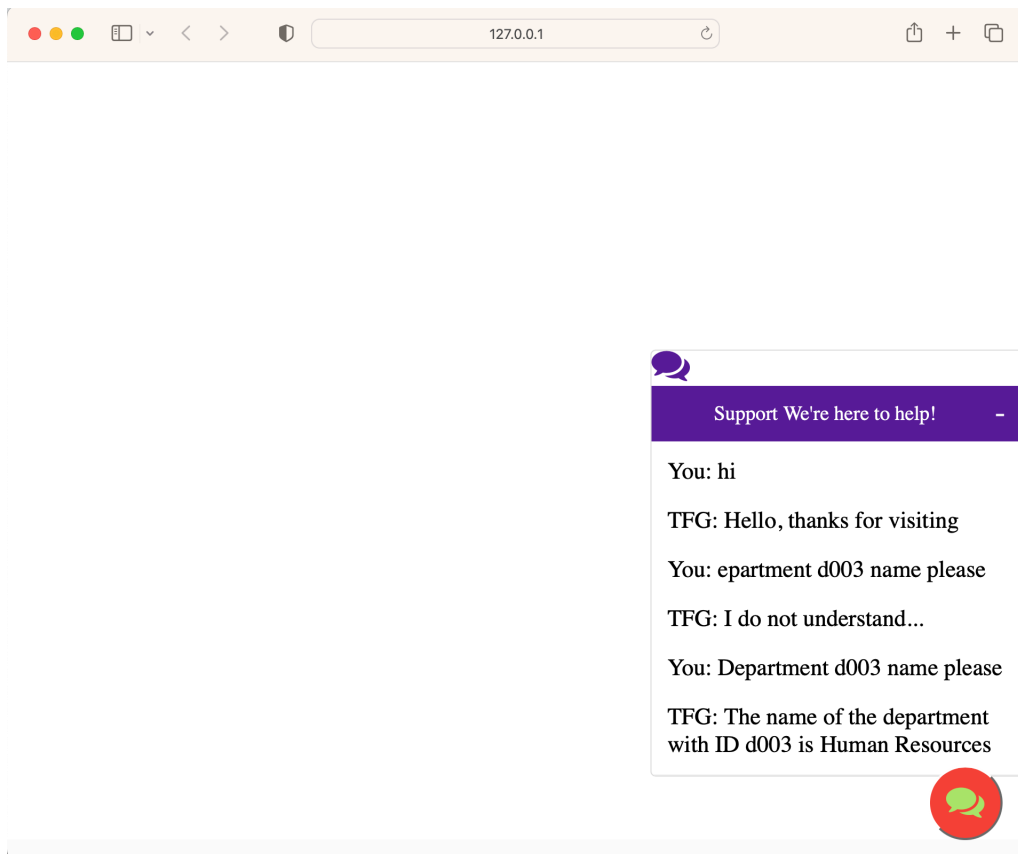 127.0.0.1
Support We're here to help!
-
You: hi
TFG: Hello, thanks for visiting
You: epartment d003 name please
TFG: I do not understand...
You: Department d003 name please
TFG: The name of the department
with ID d003 is Human Resources